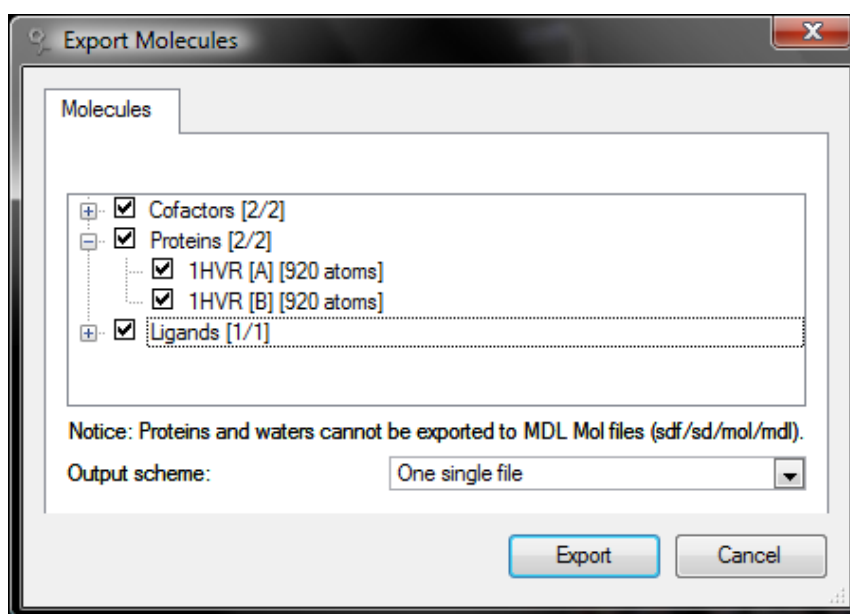 Export Molecules
Molecules
Cofactors [2/2]
Proteins [2/2]
1HVR [A] [920 atoms]
1HVR [B] [920 atoms]
Ligands [1/1]
Notice: Proteins and waters cannot be exported to MDL Mol files (sdf/sd/mol/mdl).
Output scheme: One single file
Export Cancel